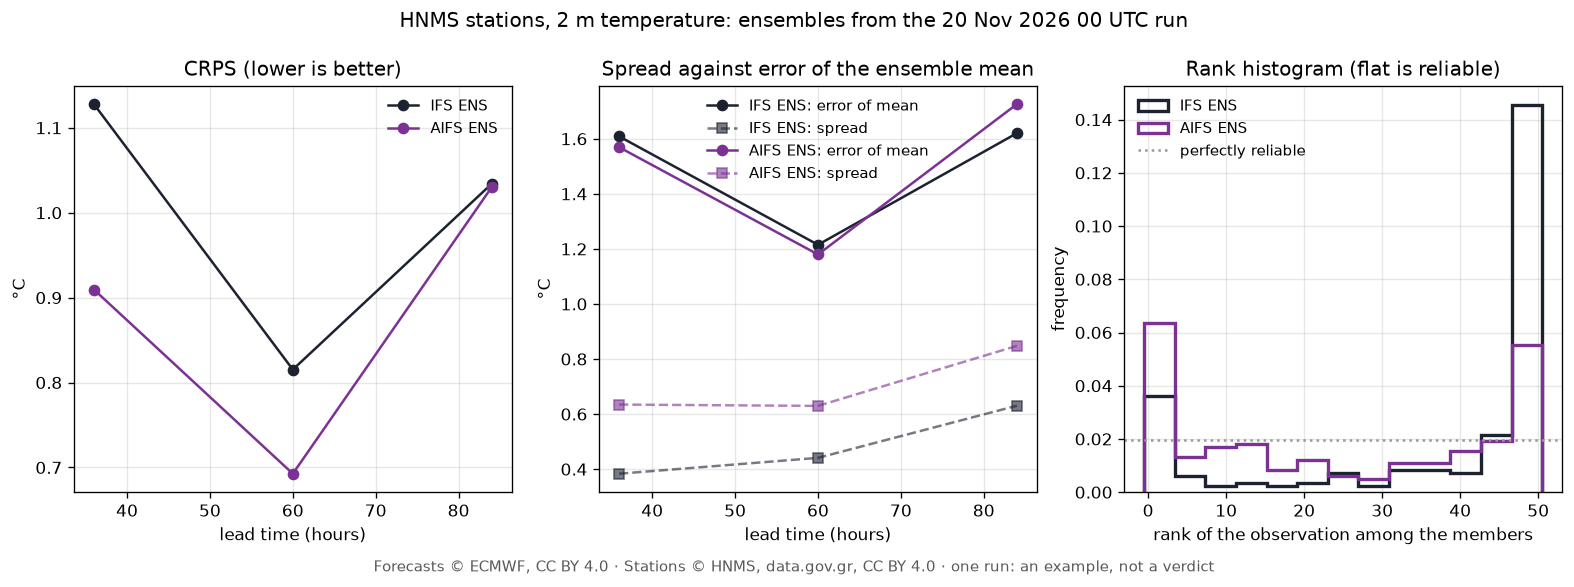 HNMS stations, 2 m temperature: ensembles from the 20 Nov 2026 00 UTC run
CRPS (lower is better)
IFS ENS
AIFS ENS
1.1
1.0
0.9
0.8
0.7
°C
40
50
60
70
80
lead time (hours)
Spread against error of the ensemble mean
IFS ENS: error of mean
IFS ENS: spread
AIFS ENS: error of mean
AIFS ENS: spread
1.6
1.4
1.2
1.0
0.8
0.6
0.4
°C
40
50
60
70
80
lead time (hours)
Rank histogram (flat is reliable)
IFS ENS
AIFS ENS
perfectly reliable
0.14
0.12
0.10
0.08
0.06
0.04
0.02
0.00
frequency
0
10
20
30
40
50
rank of the observation among the members
Forecasts © ECMWF, CC BY 4.0 · Stations © HNMS, data.gov.gr, CC BY 4.0 · one run: an example, not a verdict